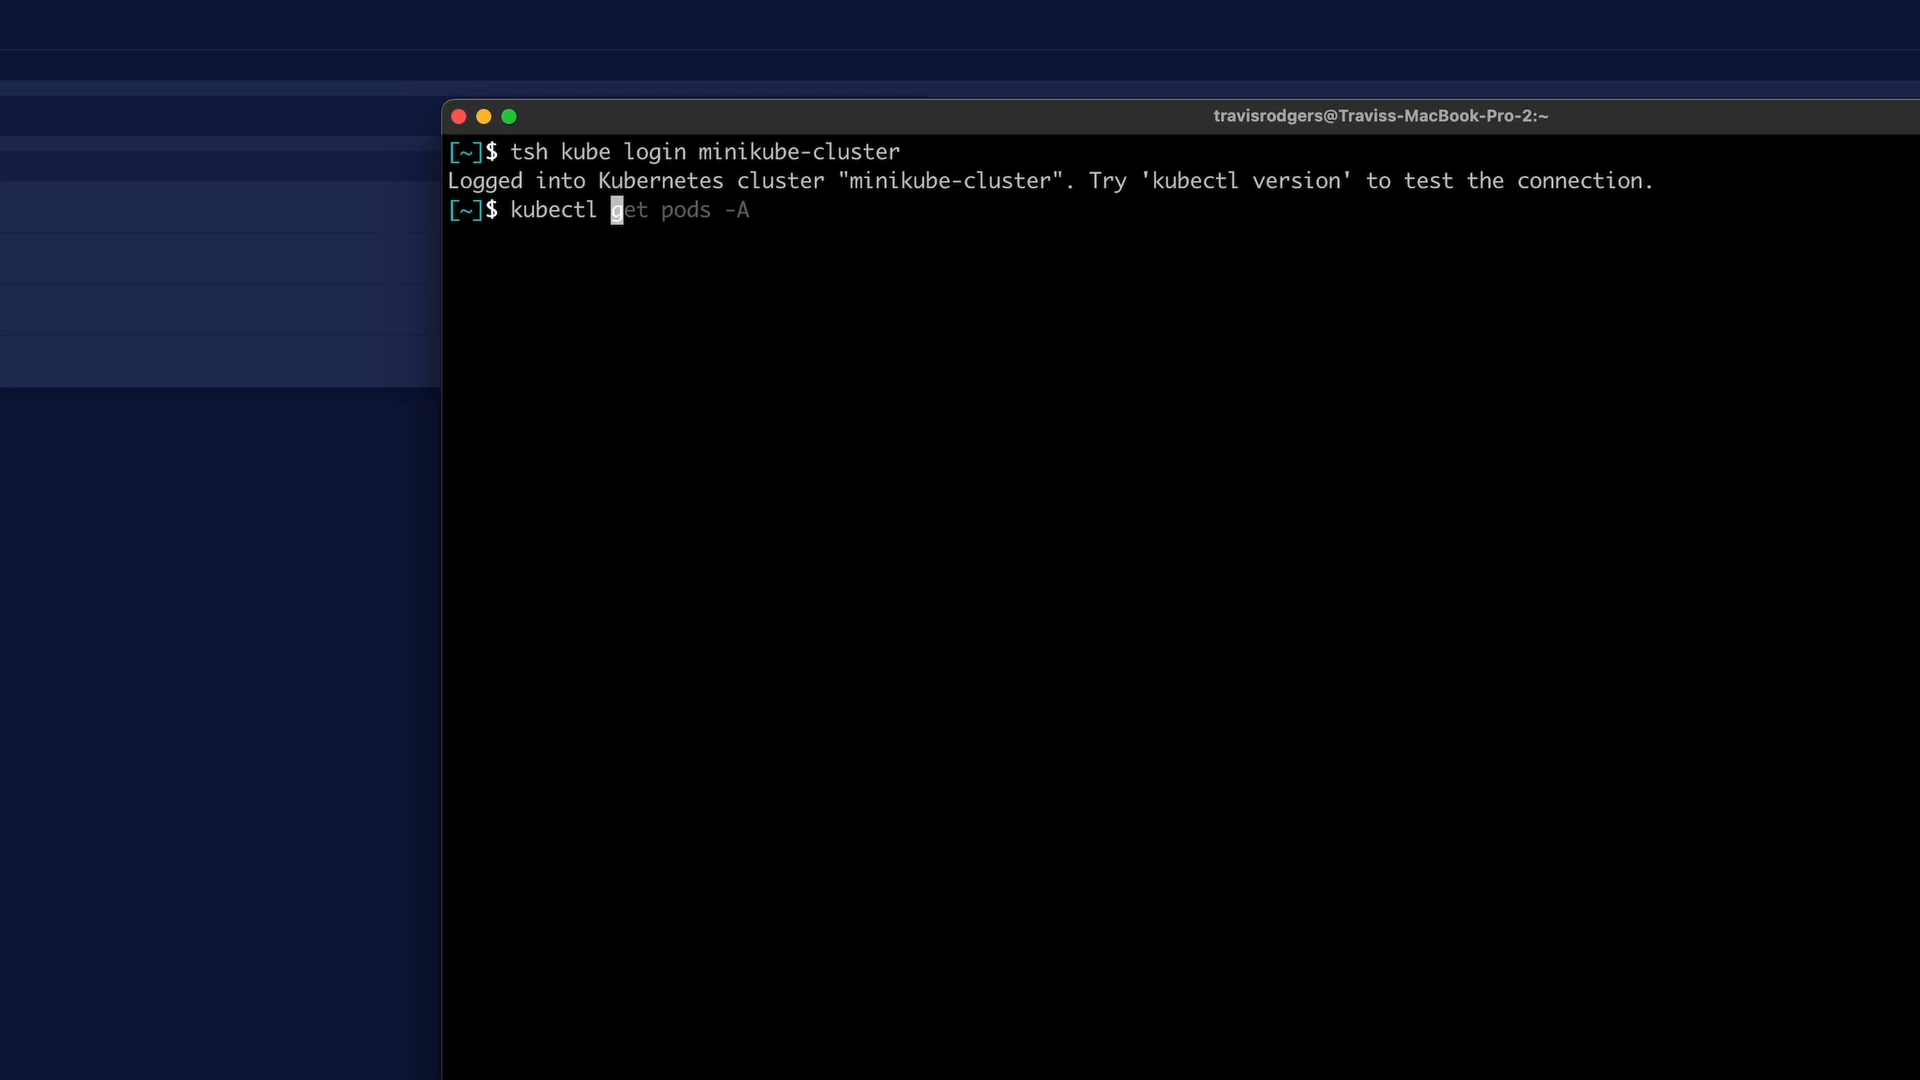 travisrodgers@Traviss-MacBook-Pro-2:~
[~]$ tsh kube login minikube-cluster
Logged into Kubernetes cluster "minikube-cluster". Try 'kubectl version' to test the connection.
[~]$ kubectl get pods -A